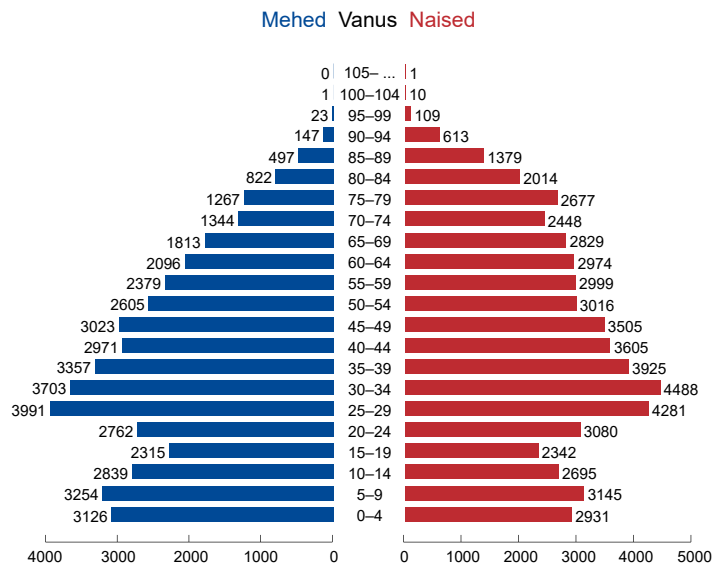 Mehed Vanus Naised
0 105– ... 1
1 100–104 10
23 95–99 109
147 90–94 613
497 85–89 1379
822 80–84 2014
1267 75–79 2677
1344 70–74 2448
1813 65–69 2829
2096 60–64 2974
2379 55–59 2999
2605 50–54 3016
3023 45–49 3505
2971 40–44 3605
3357 35–39 3925
3703 30–34 4488
3991 25–29 4281
2762 20–24 3080
2315 15–19 2342
2839 10–14 2695
3254 5–9 3145
3126 0–4 2931
4000 3000 2000 1000 0 0 1000 2000 3000 4000 5000